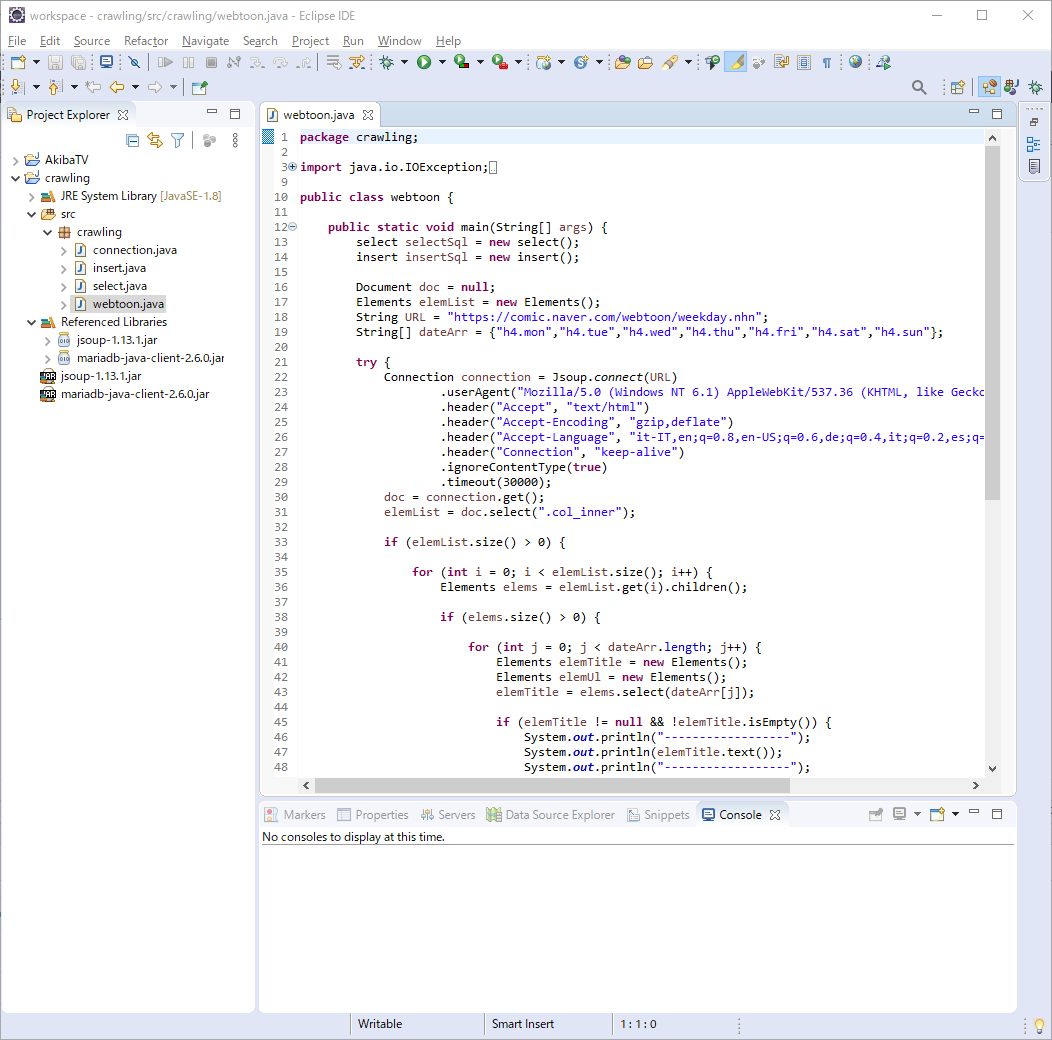 workspace - crawling/src/crawling/webtoon.java - Eclipse IDE
File Edit Source Refactor Navigate Search Project Run Window Help
Project Explorer
AkibaTV
crawling
JRE System Library [JavaSE-1.8]
src
crawling
connection.java
insert.java
select.java
webtoon.java
Referenced Libraries
jsoup-1.13.1.jar
mariadb-java-client-2.6.0.jar
jsoup-1.13.1.jar
mariadb-java-client-2.6.0.jar
webtoon.java
1 package crawling;
2
3 import java.io.IOException;
9
10 public class webtoon {
11
12 public static void main(String[] args) {
13 select selectSql = new select();
14 insert insertSql = new insert();
15
16 Document doc = null;
17 Elements elemList = new Elements();
18 String URL = "https://comic.naver.com/webtoon/weekday.nhn";
19 String[] dateArr = {"h4.mon","h4.tue","h4.wed","h4.thu","h4.fri","h4.sat","h4.sun"};
20
21 try {
22 Connection connection = Jsoup.connect(URL)
23 .userAgent("Mozilla/5.0 (Windows NT 6.1) AppleWebKit/537.36 (KHTML, like Gecko
24 .header("Accept", "text/html")
25 .header("Accept-Encoding", "gzip,deflate")
26 .header("Accept-Language", "it-IT,en;q=0.8,en-US;q=0.6,de;q=0.4,it;q=0.2,es;q=
27 .header("Connection", "keep-alive")
28 .ignoreContentType(true)
29 .timeout(30000);
30 doc = connection.get();
31 elemList = doc.select(".col_inner");
32
33 if (elemList.size() > 0) {
34
35 for (int i = 0; i < elemList.size(); i++) {
36 Elements elems = elemList.get(i).children();
37
38 if (elems.size() > 0) {
39
40 for (int j = 0; j < dateArr.length; j++) {
41 Elements elemTitle = new Elements();
42 Elements elemUl = new Elements();
43 elemTitle = elems.select(dateArr[j]);
44
45 if (elemTitle != null && !elemTitle.isEmpty()) {
46 System.out.println("------------------");
47 System.out.println(elemTitle.text());
48 System.out.println("------------------");
Markers Properties Servers Data Source Explorer Snippets Console
No consoles to display at this time.
Writable Smart Insert 1 : 1 : 0